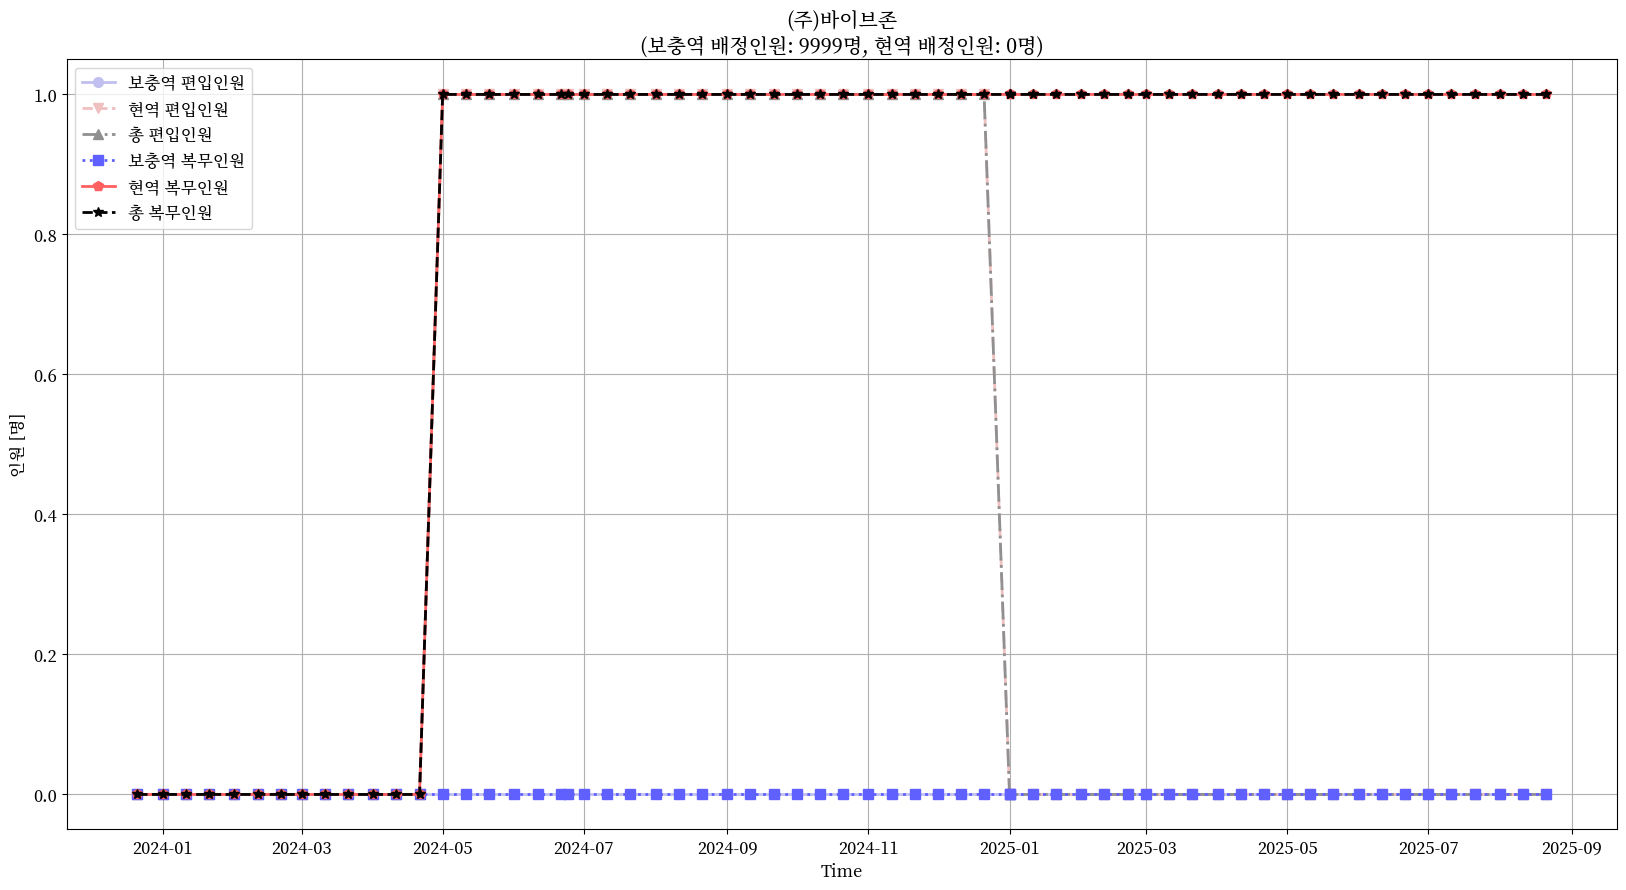 (주)바이브존
(보충역 배정인원: 9999명, 현역 배정인원: 0명)
보충역 편입인원
현역 편입인원
총 편입인원
보충역 복무인원
현역 복무인원
총 복무인원
1.0
0.8
0.6
0.4
0.2
0.0
인원 [명]
2024-01 2024-03 2024-05 2024-07 2024-09 2024-11 2025-01 2025-03 2025-05 2025-07 2025-09
Time